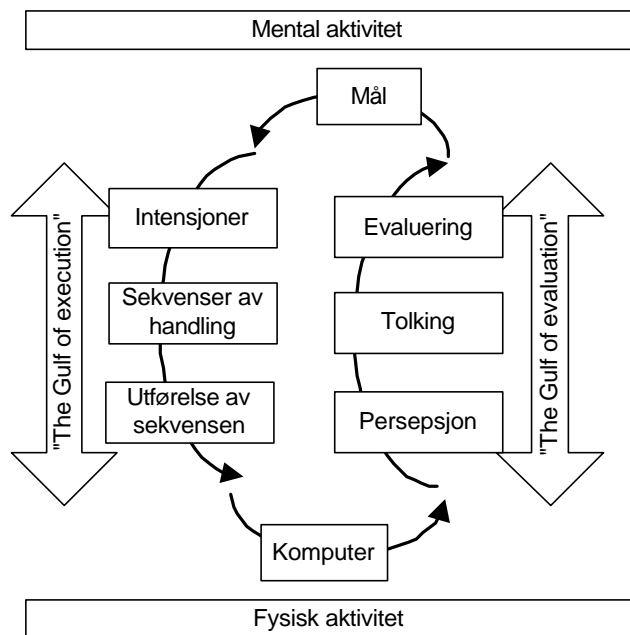 Mental aktivitet
Mål
"The Gulf of execution"
Intensjoner
Sekvenser av
handling
Utførelse av
sekvensen
Evaluering
Tolking
Persepsjon
"The Gulf of evaluation"
Komputer
Fysisk aktivitet